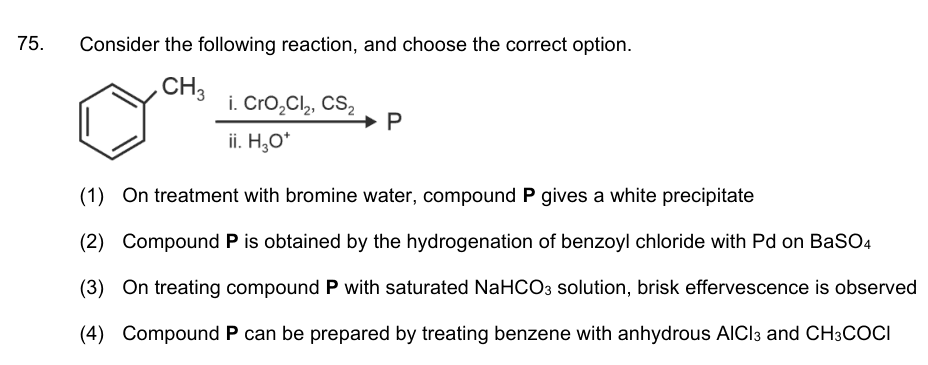 75. Consider the following reaction, and choose the correct option.
CH₃
i. CrO₂Cl₂, CS₂
P
ii. H₃O⁺
(1) On treatment with bromine water, compound P gives a white precipitate
(2) Compound P is obtained by the hydrogenation of benzoyl chloride with Pd on BaSO₄
(3) On treating compound P with saturated NaHCO₃ solution, brisk effervescence is observed
(4) Compound P can be prepared by treating benzene with anhydrous AlCl₃ and CH₃COCl